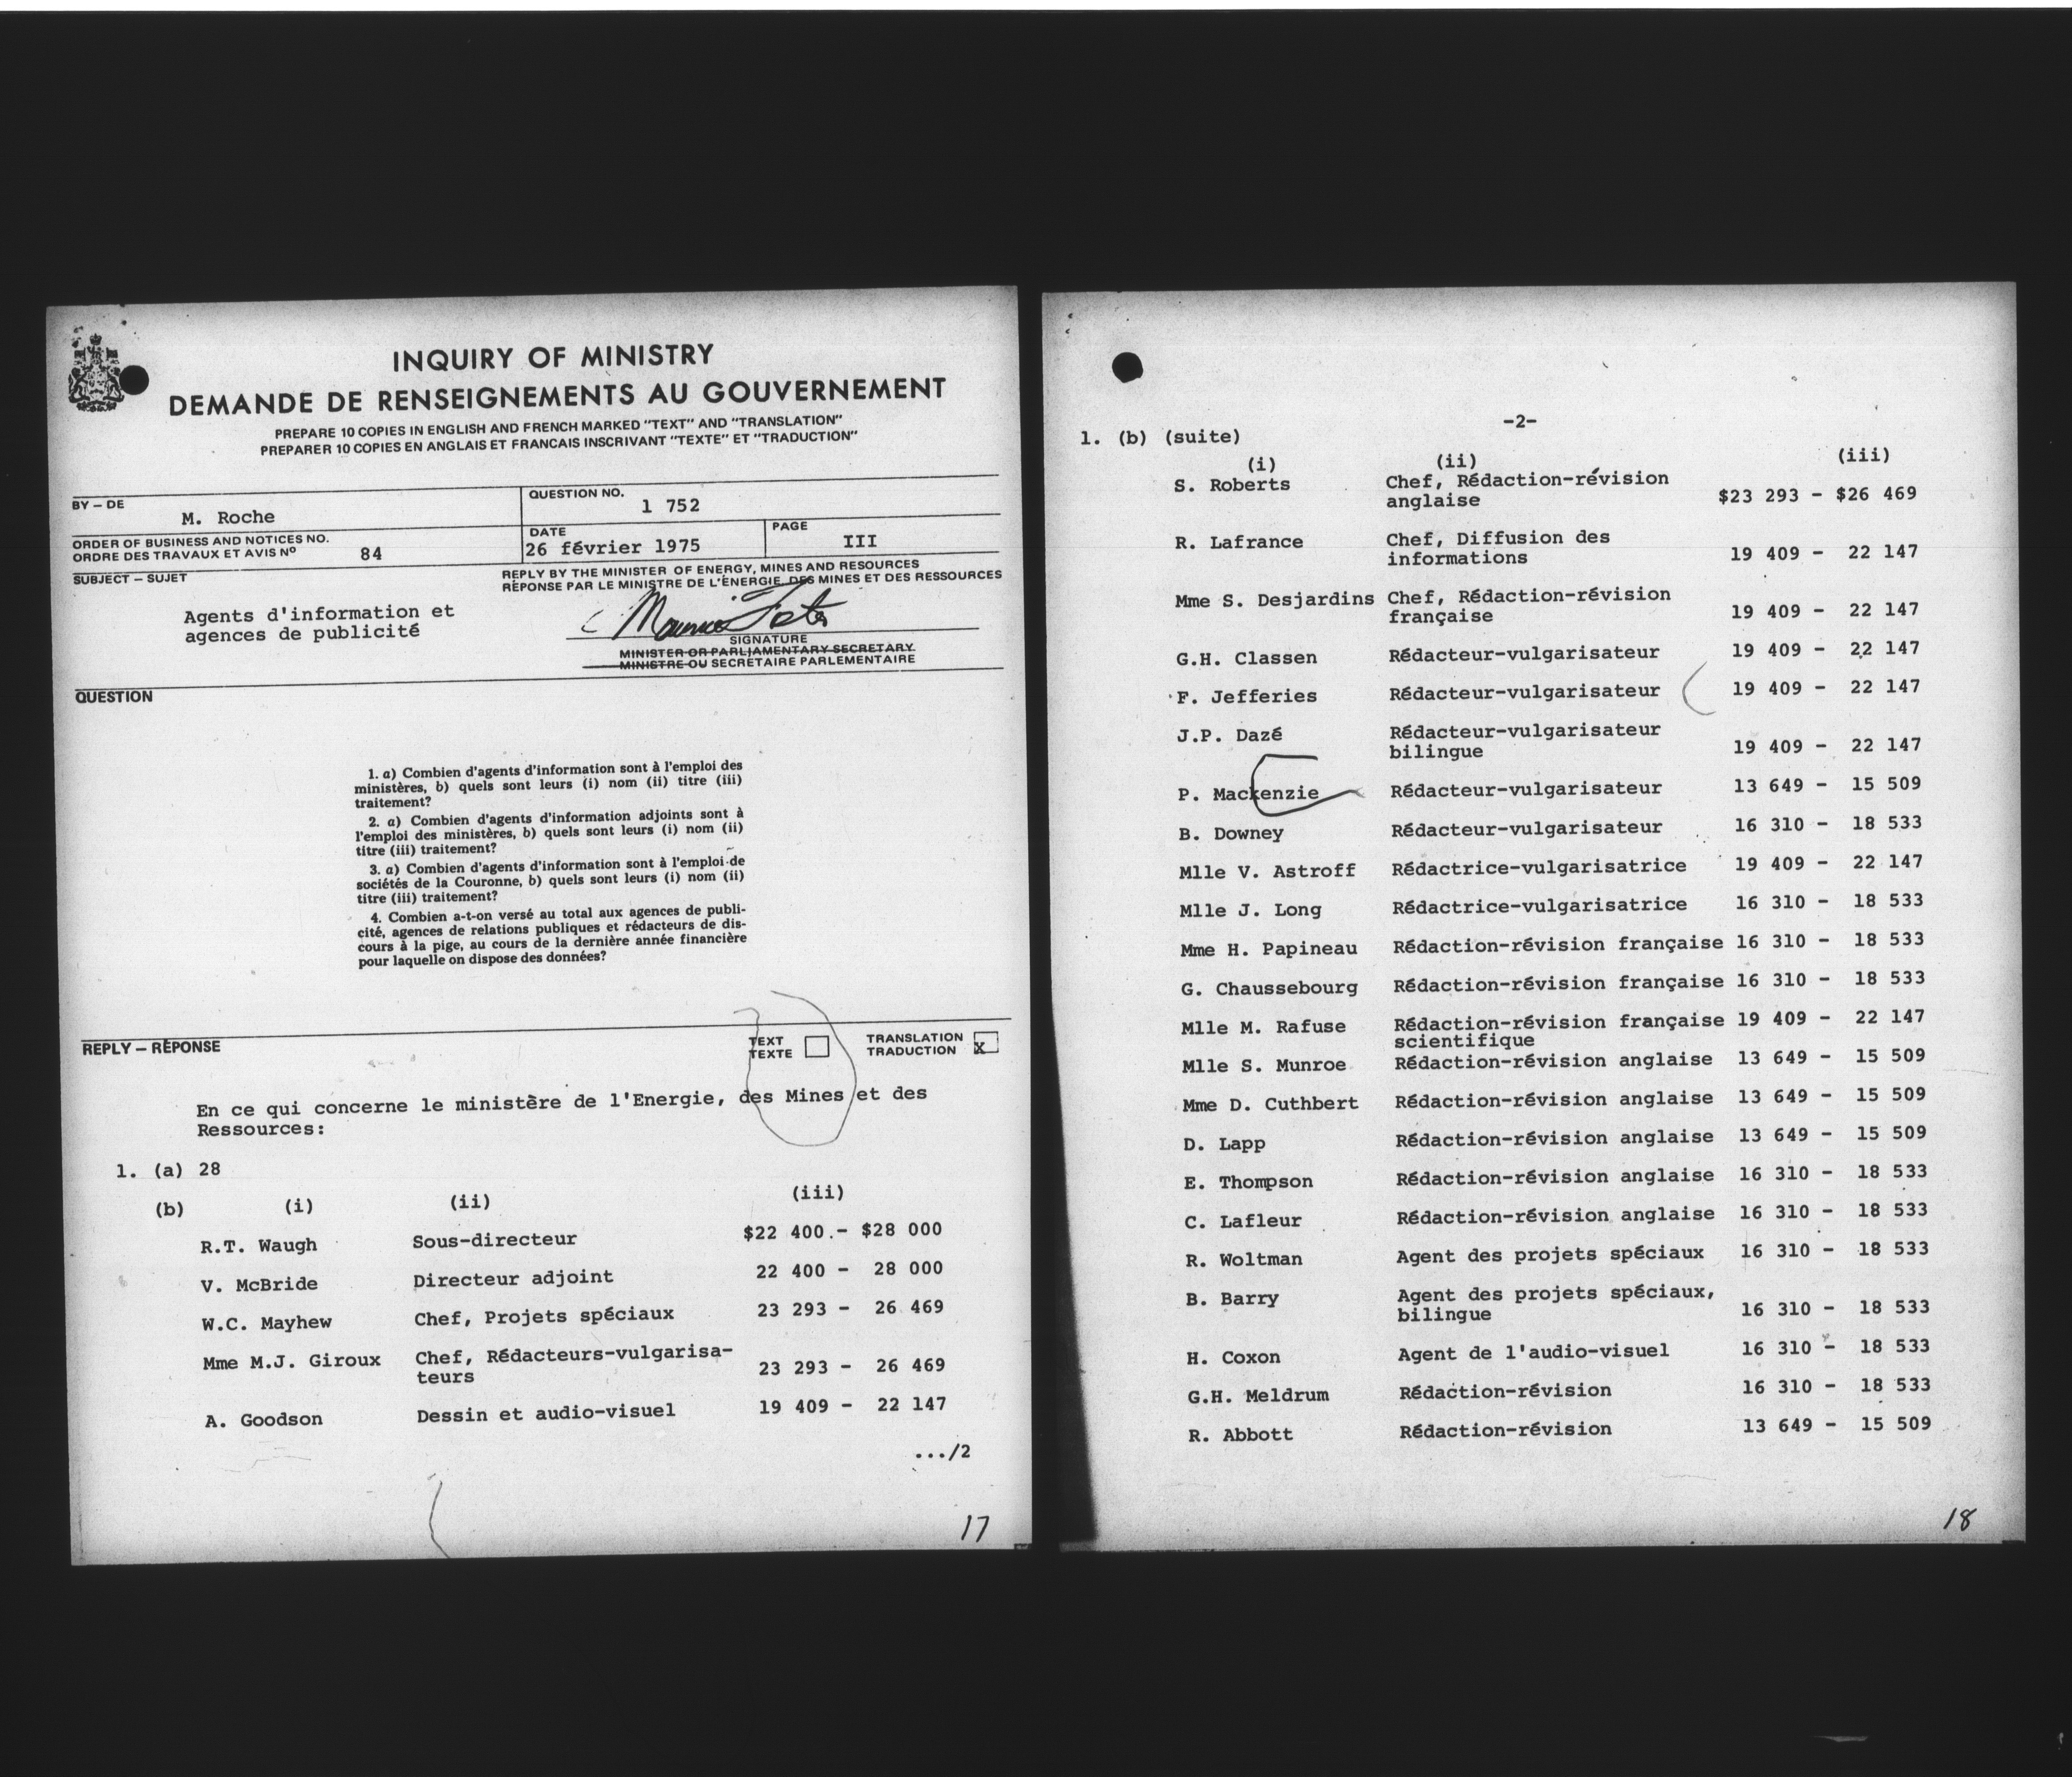 INQUIRY OF MINISTRY
DEMANDE DE RENSEIGNEMENTS AU GOUVERNEMENT
PREPARE 10 COPIES IN ENGLISH AND FRENCH MARKED "TEXT" AND "TRANSLATION"
PREPARER 10 COPIES EN ANGLAIS ET FRANCAIS INSCRIVANT "TEXTE" ET "TRADUCTION"
BY – DE
M. Roche
QUESTION NO.
1 752
ORDER OF BUSINESS AND NOTICES NO.
ORDRE DES TRAVAUX ET AVIS Nº 84
DATE
26 février 1975
PAGE
III
SUBJECT – SUJET
Agents d'information et
agences de publicité
REPLY BY THE MINISTER OF ENERGY, MINES AND RESOURCES
RÉPONSE PAR LE MINISTRE DE L'ÉNERGIE, DES MINES ET DES RESSOURCES
SIGNATURE
MINISTER OR PARLIAMENTARY SECRETARY
MINISTRE OU SECRÉTAIRE PARLEMENTAIRE
QUESTION
1. a) Combien d'agents d'information sont à l'emploi des
ministères, b) quels sont leurs (i) nom (ii) titre (iii)
traitement?
2. a) Combien d'agents d'information adjoints sont à
l'emploi des ministères, b) quels sont leurs (i) nom (ii)
titre (iii) traitement?
3. a) Combien d'agents d'information sont à l'emploi de
sociétés de la Couronne, b) quels sont leurs (i) nom (ii)
titre (iii) traitement?
4. Combien a-t-on versé au total aux agences de publi-
cité, agences de relations publiques et rédacteurs de dis-
cours à la pige, au cours de la dernière année financière
pour laquelle on dispose des données?
REPLY – RÉPONSE
TEXT
TEXTE
TRANSLATION
TRADUCTION x
En ce qui concerne le ministère de l'Energie, des Mines et des
Ressources:
1. (a) 28
(b) (i) (ii) (iii)
R.T. Waugh Sous-directeur $22 400.- $28 000
V. McBride Directeur adjoint 22 400 - 28 000
W.C. Mayhew Chef, Projets spéciaux 23 293 - 26 469
Mme M.J. Giroux Chef, Rédacteurs-vulgarisa-
teurs 23 293 - 26 469
A. Goodson Dessin et audio-visuel 19 409 - 22 147
.../2
17
-2-
1. (b) (suite)
(i) (ii) (iii)
S. Roberts Chef, Rédaction-révision
anglaise $23 293 - $26 469
R. Lafrance Chef, Diffusion des
informations 19 409 - 22 147
Mme S. Desjardins Chef, Rédaction-révision
française 19 409 - 22 147
G.H. Classen Rédacteur-vulgarisateur 19 409 - 22 147
F. Jefferies Rédacteur-vulgarisateur 19 409 - 22 147
J.P. Dazé Rédacteur-vulgarisateur
bilingue 19 409 - 22 147
P. Mackenzie Rédacteur-vulgarisateur 13 649 - 15 509
B. Downey Rédacteur-vulgarisateur 16 310 - 18 533
Mlle V. Astroff Rédactrice-vulgarisatrice 19 409 - 22 147
Mlle J. Long Rédactrice-vulgarisatrice 16 310 - 18 533
Mme H. Papineau Rédaction-révision française 16 310 - 18 533
G. Chaussebourg Rédaction-révision française 16 310 - 18 533
Mlle M. Rafuse Rédaction-révision française 19 409 - 22 147
scientifique
Mlle S. Munroe Rédaction-révision anglaise 13 649 - 15 509
Mme D. Cuthbert Rédaction-révision anglaise 13 649 - 15 509
D. Lapp Rédaction-révision anglaise 13 649 - 15 509
E. Thompson Rédaction-révision anglaise 16 310 - 18 533
C. Lafleur Rédaction-révision anglaise 16 310 - 18 533
R. Woltman Agent des projets spéciaux 16 310 - 18 533
B. Barry Agent des projets spéciaux,
bilingue 16 310 - 18 533
H. Coxon Agent de l'audio-visuel 16 310 - 18 533
G.H. Meldrum Rédaction-révision 16 310 - 18 533
R. Abbott Rédaction-révision 13 649 - 15 509
18